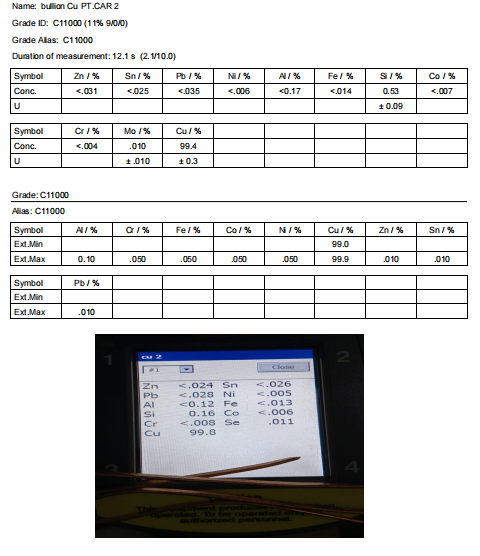 Name: bullion Cu PT.CAR 2
Grade ID: C11000 (11% 9/0/0)
Grade Alias: C11000
Duration of measurement: 12.1 s (2.1/10.0)
Symbol Zn / % Sn / % Pb / % Ni / % Al / % Fe / % Si / % Co / %
Conc. <.031 <.025 <.035 <.006 <0.17 <.014 0.53 <.007
U ± 0.09
Symbol Cr / % Mo / % Cu / %
Conc. <.004 .010 99.4
U ± .010 ± 0.3
Grade: C11000
Alias: C11000
Symbol Al / % Cr / % Fe / % Co / % Ni / % Cu / % Zn / % Sn / %
Ext.Min 99.0
Ext.Max 0.10 .050 .050 .050 .050 99.9 .010 .010
Symbol Pb / %
Ext.Min
Ext.Max .010
1 cu 2 2
#1 Close
Zn <.024 Sn <.026
Pb <.028 Ni <.005
Al <0.12 Fe <.013
Si 0.16 Co <.006
Cr <.008 Se .011
Cu 99.8
3 4
authorized personnel.